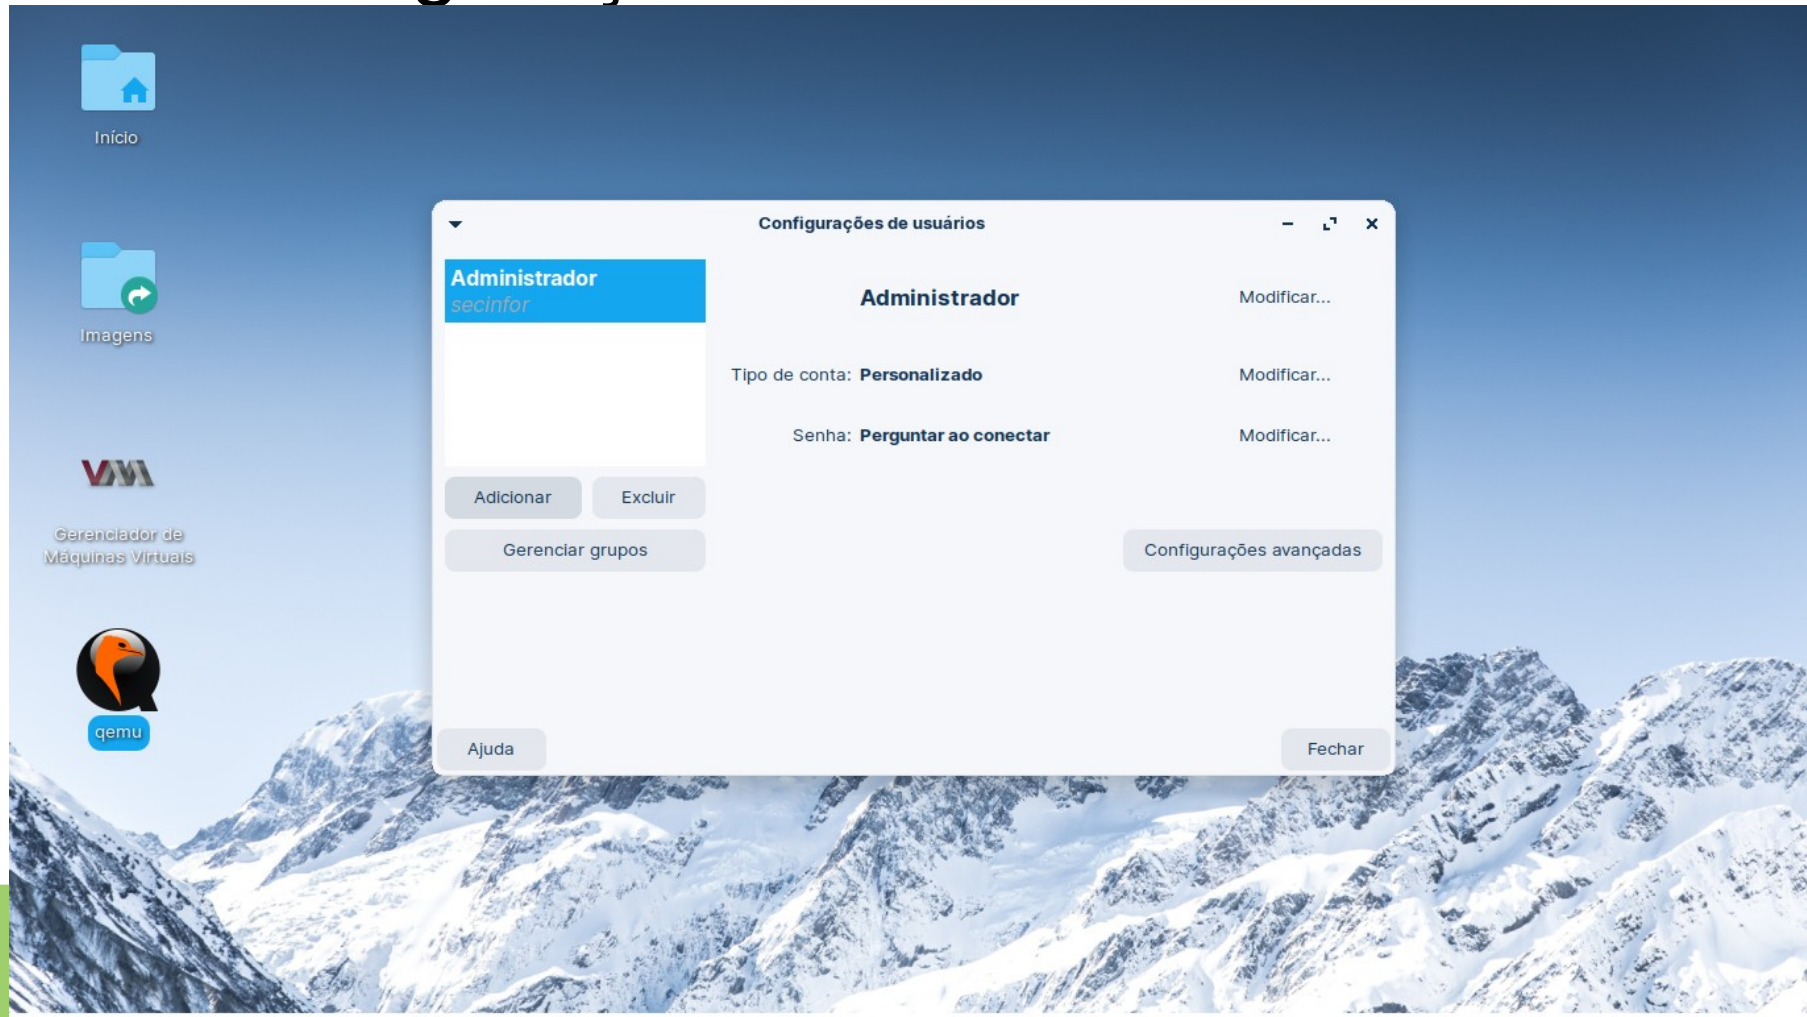 Início
Imagens
VMM
Gerenciador de
Máquinas Virtuais
qemu
Configurações de usuários
Administrador
secinfor
Administrador
Modificar...
Tipo de conta: Personalizado
Modificar...
Senha: Perguntar ao conectar
Modificar...
Adicionar
Excluir
Gerenciar grupos
Configurações avançadas
Ajuda
Fechar